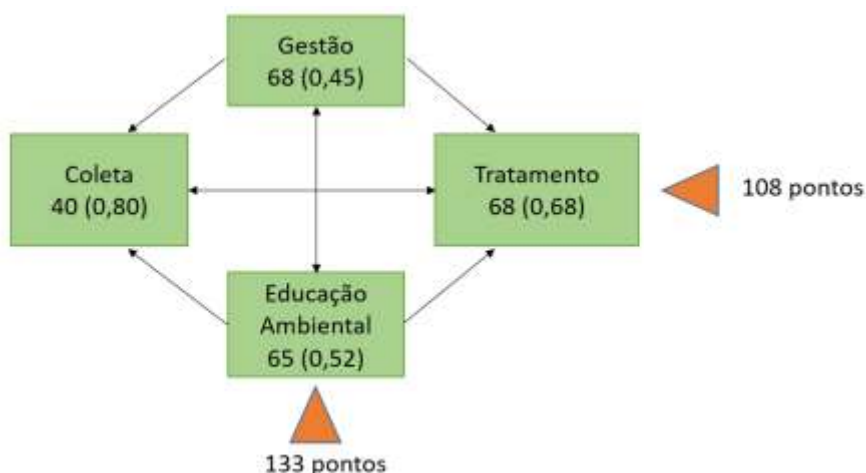 Gestão
68 (0,45)
Coleta
40 (0,80)
Tratamento
68 (0,68)
108 pontos
Educação
Ambiental
65 (0,52)
133 pontos